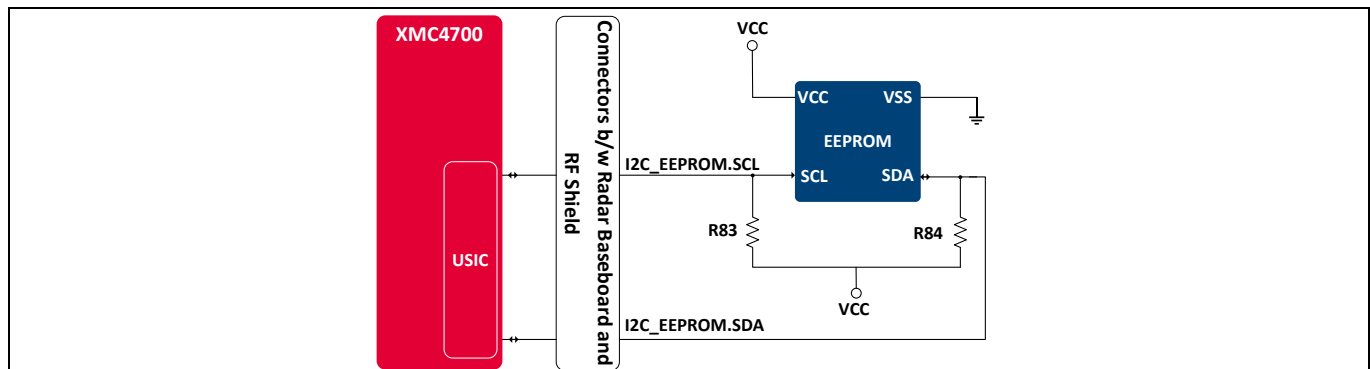 XMC4700
USIC
Connectors b/w Radar Baseboard and
RF Shield
VCC
VCC
VSS
EEPROM
SCL
SDA
I2C_EEPROM.SCL
R83
R84
VCC
I2C_EEPROM.SDA